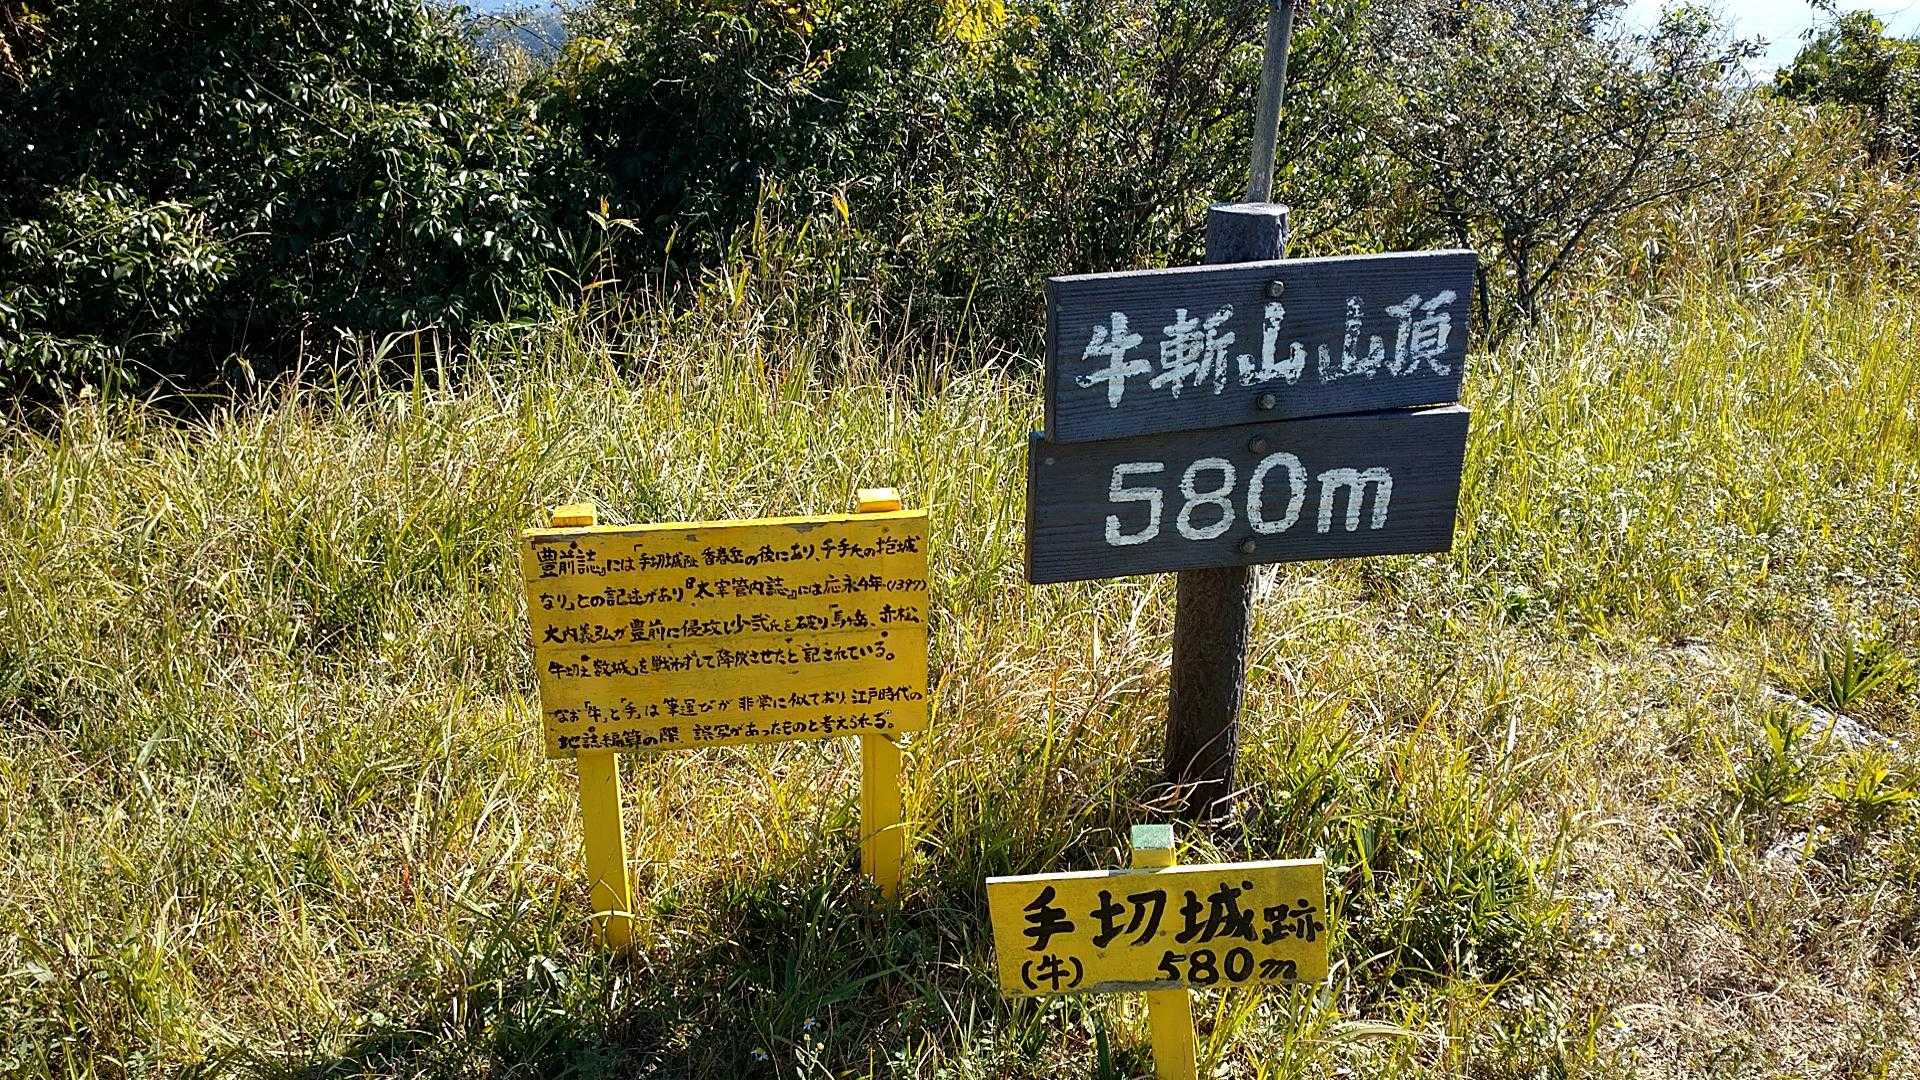 牛斬山山頂
580m
『豊前誌』には「手切城趾 香春岳の後にあり、千手氏の抱城
なり」との記述があり『太宰管内誌』には応永4年(1397)
大内義弘が豊前に侵攻し少弐氏を破り「馬ヶ岳、赤松、
牛切 数城」を戦わずして降伏させたと記されている。
なお「牛」と「手」は筆運びが非常に似ており、江戸時代の
地誌編算の際、誤写があったものと考えられる。
手切城跡
(牛) 580m